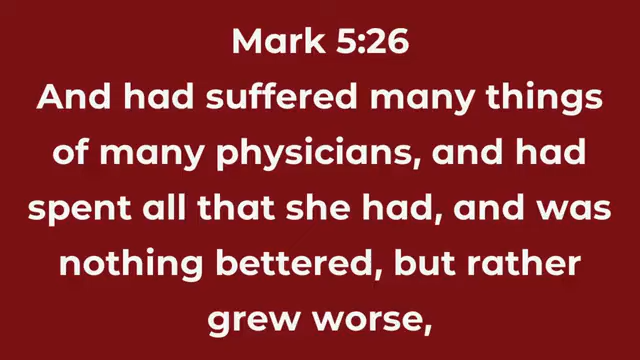 Mark 5:26
And had suffered many things
of many physicians, and had
spent all that she had, and was
nothing bettered, but rather
grew worse,